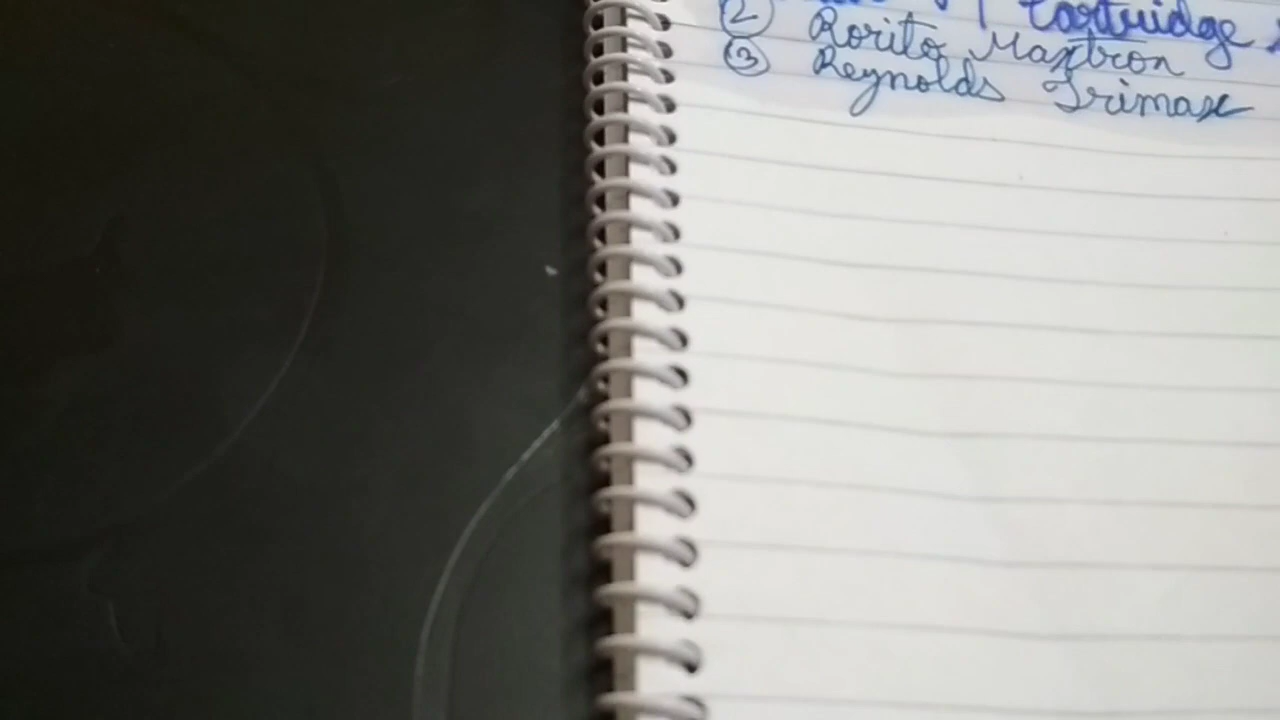 Cartridge
② Rorito Maxtron
③ Reynolds Trimax